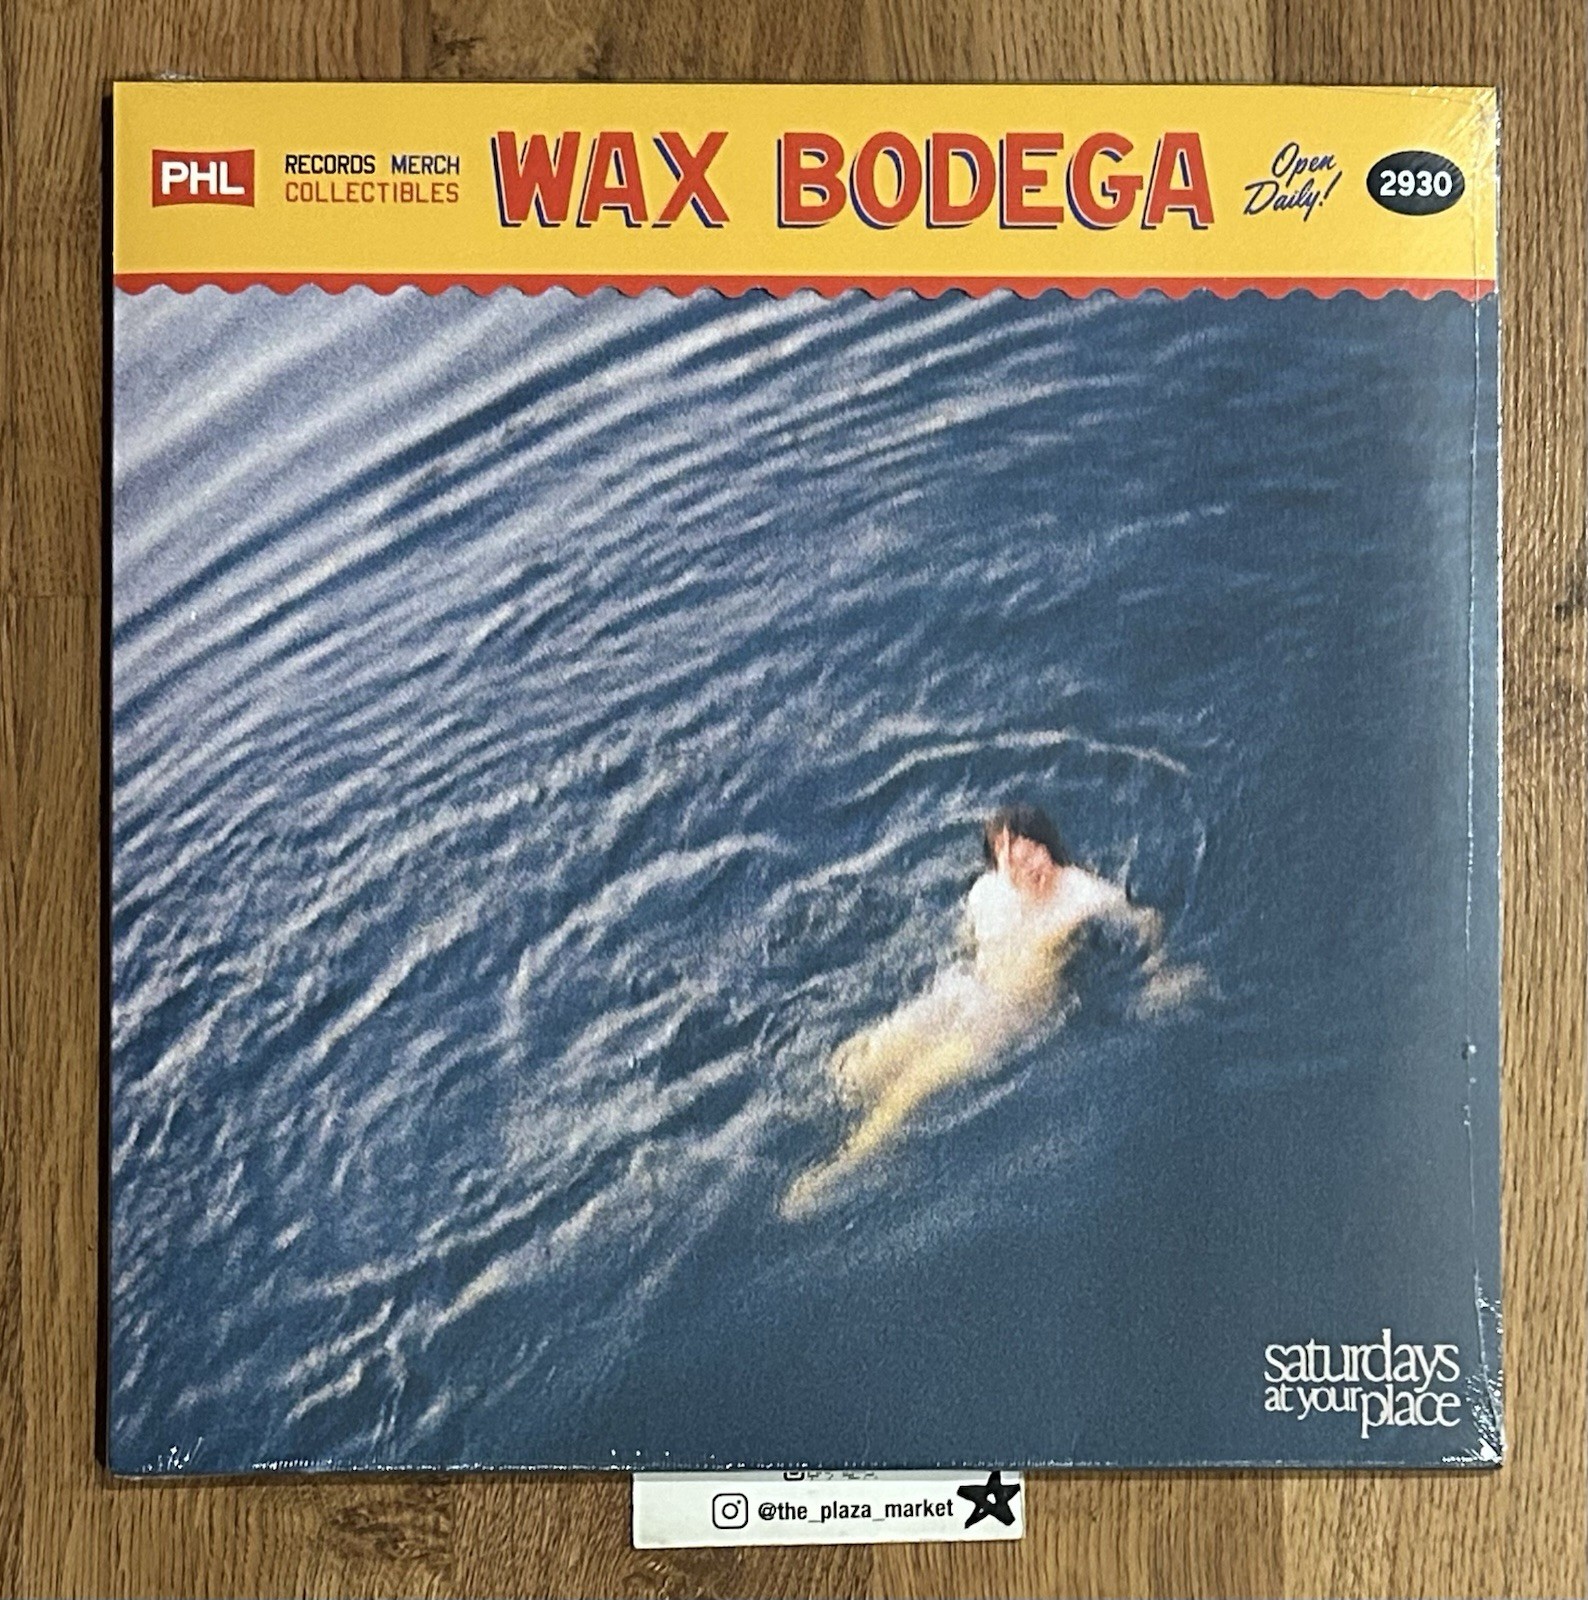 PHL
RECORDS MERCH
COLLECTIBLES
WAX BODEGA
Open
Daily!
2930
saturdays
at your place
@the_plaza_market